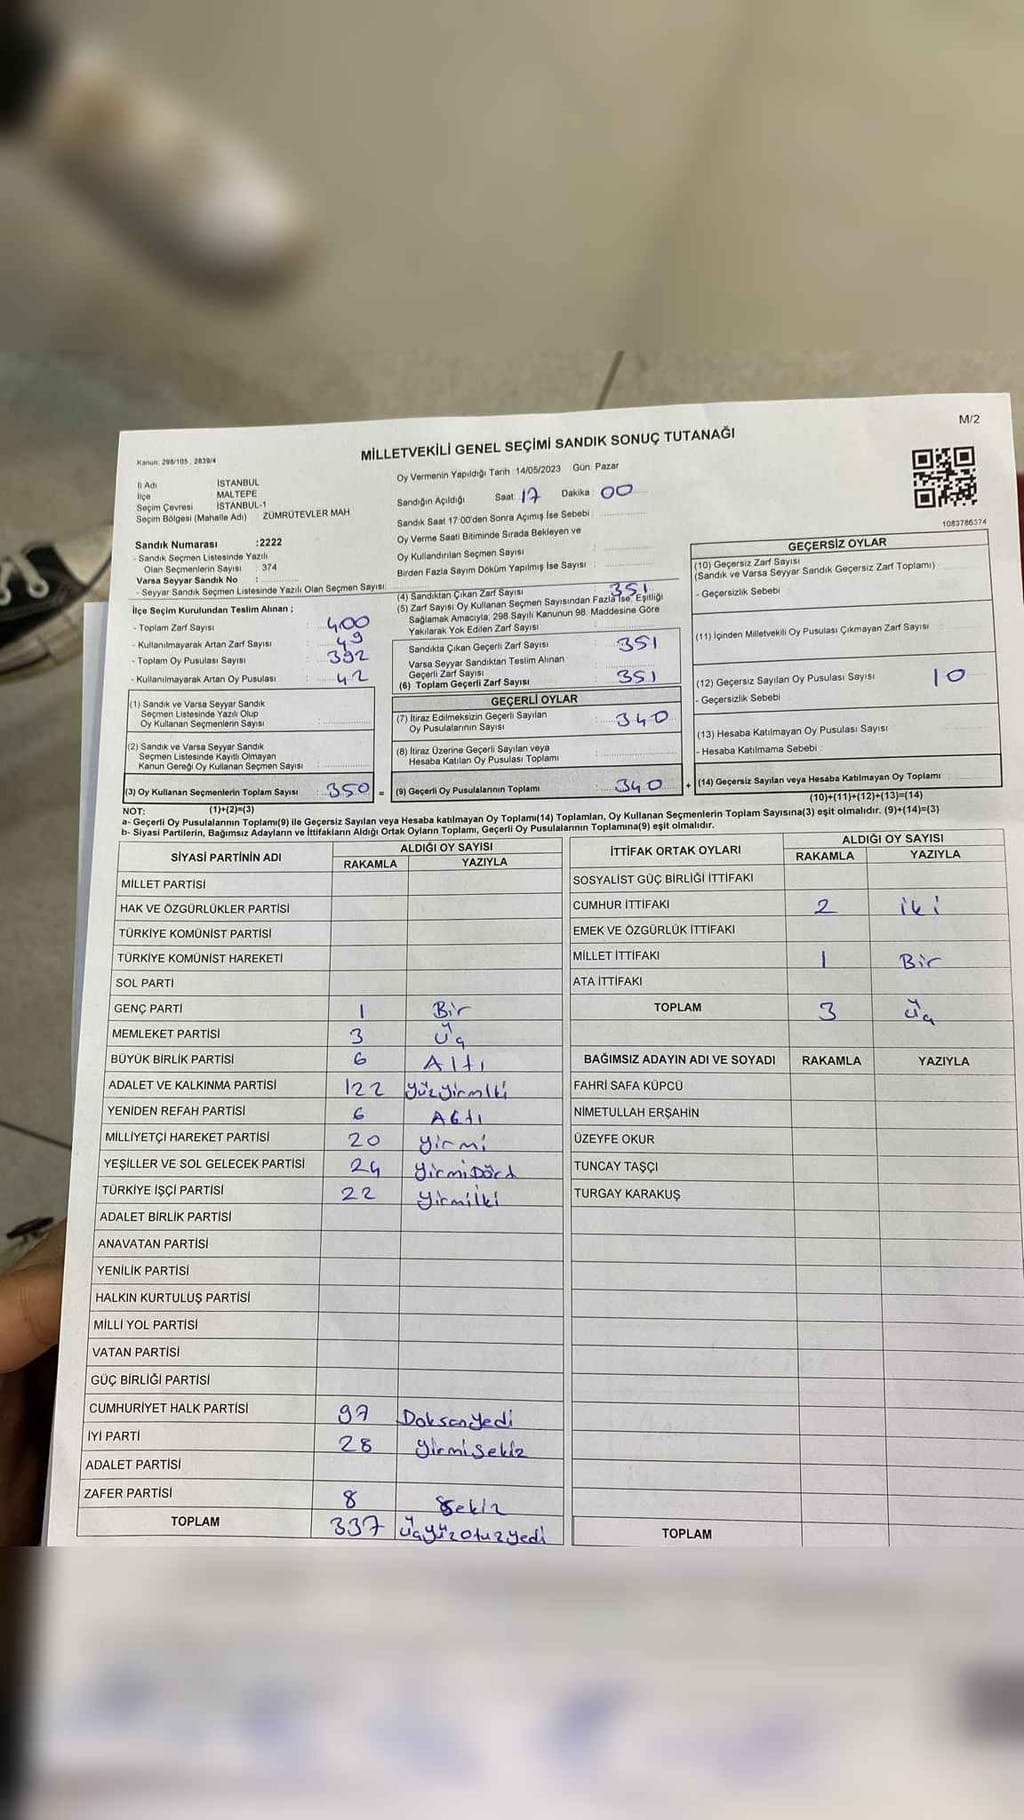 M/2
Kanun: 298/105 , 2839/4
MİLLETVEKİLİ GENEL SEÇİMİ SANDIK SONUÇ TUTANAĞI
İl Adı İSTANBUL
İlçe MALTEPE
Seçim Çevresi İSTANBUL-1
Seçim Bölgesi (Mahalle Adı) ZÜMRÜTEVLER MAH
Sandık Numarası :2222
- Sandık Seçmen Listesinde Yazılı
Olan Seçmenlerin Sayısı : 374
Varsa Seyyar Sandık No :
- Seyyar Sandık Seçmen Listesinde Yazılı Olan Seçmen Sayısı:
Oy Vermenin Yapıldığı Tarih :14/05/2023 Gün: Pazar
Sandığın Açıldığı Saat: 17 Dakika: 00
Sandık Saat 17:00'den Sonra Açımış İse Sebebi :
Oy Verme Saati Bitiminde Sırada Bekleyen ve
Oy Kullandırılan Seçmen Sayısı :
Birden Fazla Sayım Döküm Yapılmış İse Sayısı :
1083786374
İlçe Seçim Kurulundan Teslim Alınan ;
- Toplam Zarf Sayısı : 400
- Kullanılmayarak Artan Zarf Sayısı : 49
- Toplam Oy Pusulası Sayısı : 392
- Kullanılmayarak Artan Oy Pusulası : 42
(1) Sandık ve Varsa Seyyar Sandık
Seçmen Listesinde Yazılı Olup
Oy Kullanan Seçmenlerin Sayısı :
(2) Sandık ve Varsa Seyyar Sandık
Seçmen Listesinde Kayıtlı Olmayan
Kanun Gereği Oy Kullanan Seçmen Sayısı :
(3) Oy Kullanan Seçmenlerin Toplam Sayısı : 350 =
(4) Sandıktan Çıkan Zarf Sayısı : 351
(5) Zarf Sayısı Oy Kullanan Seçmen Sayısından Fazla İse, Eşitliği
Sağlamak Amacıyla, 298 Sayılı Kanunun 98. Maddesine Göre
Yakılarak Yok Edilen Zarf Sayısı :
Sandıkta Çıkan Geçerli Zarf Sayısı : 351
Varsa Seyyar Sandıktan Teslim Alınan
Geçerli Zarf Sayısı :
(6) Toplam Geçerli Zarf Sayısı : 351
GEÇERLİ OYLAR
(7) İtiraz Edilmeksizin Geçerli Sayılan
Oy Pusulalarının Sayısı : 340
(8) İtiraz Üzerine Geçerli Sayılan veya
Hesaba Katılan Oy Pusulası Toplamı :
(9) Geçerli Oy Pusulalarının Toplamı : 340 +
GEÇERSİZ OYLAR
(10) Geçersiz Zarf Sayısı
(Sandık ve Varsa Seyyar Sandık Geçersiz Zarf Toplamı) :
- Geçersizlik Sebebi :
(11) İçinden Milletvekili Oy Pusulası Çıkmayan Zarf Sayısı :
(12) Geçersiz Sayılan Oy Pusulası Sayısı : 10
- Geçersizlik Sebebi :
(13) Hesaba Katılmayan Oy Pusulası Sayısı :
- Hesaba Katılmama Sebebi :
(14) Geçersiz Sayılan veya Hesaba Katılmayan Oy Toplamı :
(10)+(11)+(12)+(13)=(14)
NOT: (1)+(2)=(3)
a- Geçerli Oy Pusulalarının Toplamı(9) ile Geçersiz Sayılan veya Hesaba Katılmayan Oy Toplamı(14) Toplamları, Oy Kullanan Seçmenlerin Toplam Sayısına(3) eşit olmalıdır. (9)+(14)=(3)
b- Siyasi Partilerin, Bağımsız Adayların ve İttifakların Aldığı Ortak Oyların Toplamı, Geçerli Oy Pusulalarının Toplamına(9) eşit olmalıdır.
SİYASİ PARTİNİN ADI ALDIĞI OY SAYISI
RAKAMLA YAZIYLA
MİLLET PARTİSİ
HAK VE ÖZGÜRLÜKLER PARTİSİ
TÜRKİYE KOMÜNİST PARTİSİ
TÜRKİYE KOMÜNİST HAREKETİ
SOL PARTİ
GENÇ PARTİ 1 Bir
MEMLEKET PARTİSİ 3 Üç
BÜYÜK BİRLİK PARTİSİ 6 Altı
ADALET VE KALKINMA PARTİSİ 122 YüzyirmIki
YENİDEN REFAH PARTİSİ 6 Altı
MİLLİYETÇİ HAREKET PARTİSİ 20 Yirmi
YEŞİLLER VE SOL GELECEK PARTİSİ 24 YirmiDört
TÜRKİYE İŞÇİ PARTİSİ 22 Yirmiİki
ADALET BİRLİK PARTİSİ
ANAVATAN PARTİSİ
YENİLİK PARTİSİ
HALKIN KURTULUŞ PARTİSİ
MİLLİ YOL PARTİSİ
VATAN PARTİSİ
GÜÇ BİRLİĞİ PARTİSİ
CUMHURİYET HALK PARTİSİ 97 Doksanyedi
İYİ PARTİ 28 YirmiSekiz
ADALET PARTİSİ
ZAFER PARTİSİ 8 Sekiz
TOPLAM 337 Üçyüzotuzyedi
İTTİFAK ORTAK OYLARI ALDIĞI OY SAYISI
RAKAMLA YAZIYLA
SOSYALİST GÜÇ BİRLİĞİ İTTİFAKI
CUMHUR İTTİFAKI 2 iki
EMEK VE ÖZGÜRLÜK İTTİFAKI
MİLLET İTTİFAKI 1 Bir
ATA İTTİFAKI
TOPLAM 3 Üç
BAĞIMSIZ ADAYIN ADI VE SOYADI RAKAMLA YAZIYLA
FAHRİ SAFA KÜPCÜ
NİMETULLAH ERŞAHİN
ÜZEYFE OKUR
TUNCAY TAŞÇI
TURGAY KARAKUŞ
TOPLAM